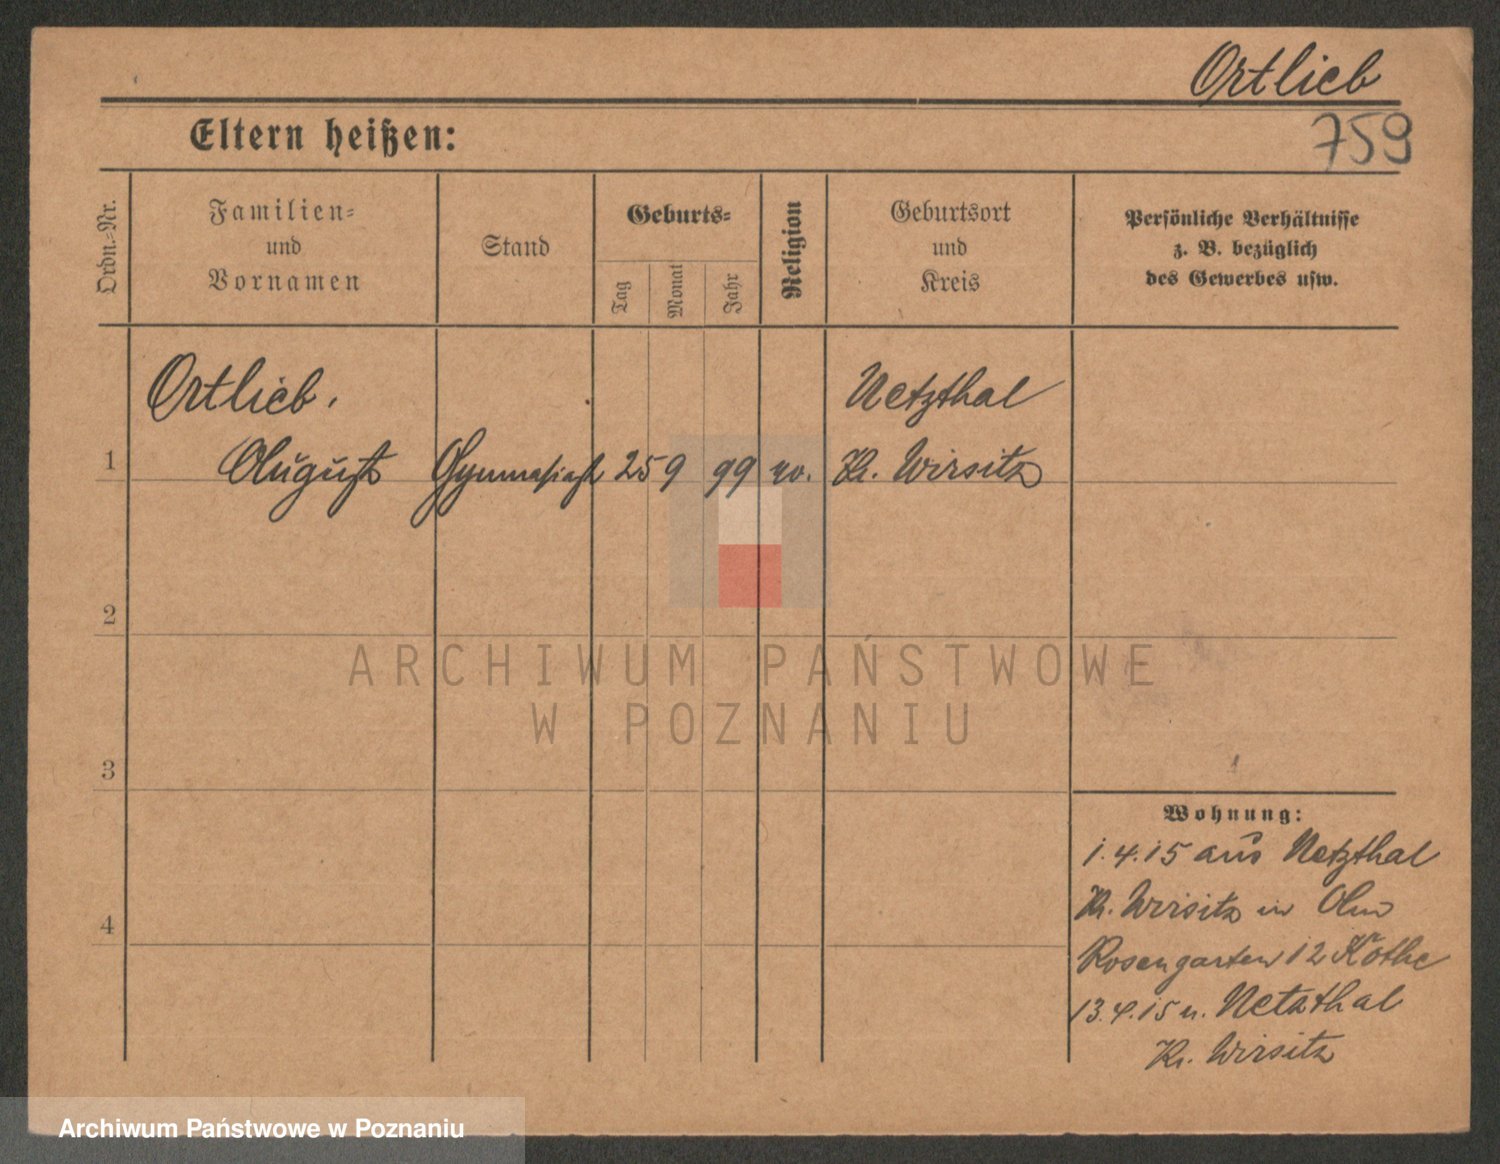 Ortlieb
759
Eltern heißen:
Ordn.-Nr.
Familien-
und
Vornamen
Stand
Geburts-
Tag
Monat
Jahr
Religion
Geburtsort
und
Kreis
Persönliche Verhältnisse
z. B. bezüglich
des Gewerbes usw.
Ortlieb.
Netzthal
1 August Gymnasiast 25 9 99 Kr. Wirsitz
2
ARCHIWUM PAŃSTWOWE
W POZNANIU
3
Wohnung:
1.4.15 aus Netzthal
Kr. Wirsitz in
4
Rosengarten 12 Köthe
13.4.15 n. Netzthal
Kr. Wirsitz
Archiwum Państwowe w Poznaniu